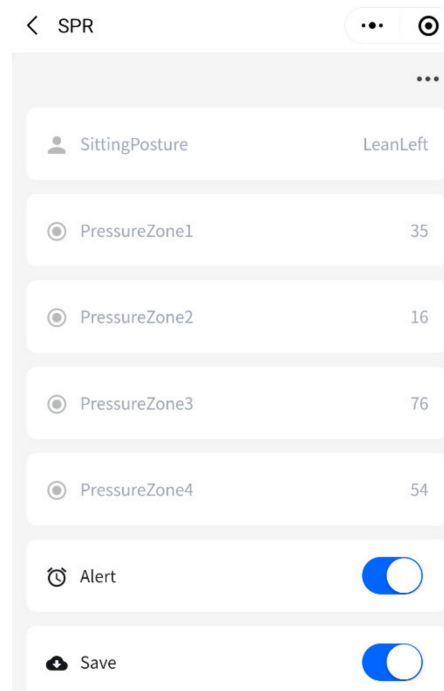 SPR
SittingPosture LeanLeft
PressureZone1 35
PressureZone2 16
PressureZone3 76
PressureZone4 54
Alert
Save